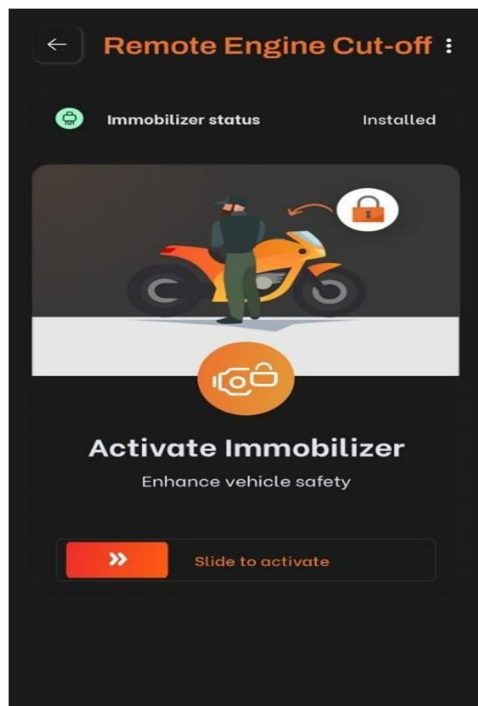 Remote Engine Cut-off
Immobilizer status Installed
Activate Immobilizer
Enhance vehicle safety
Slide to activate